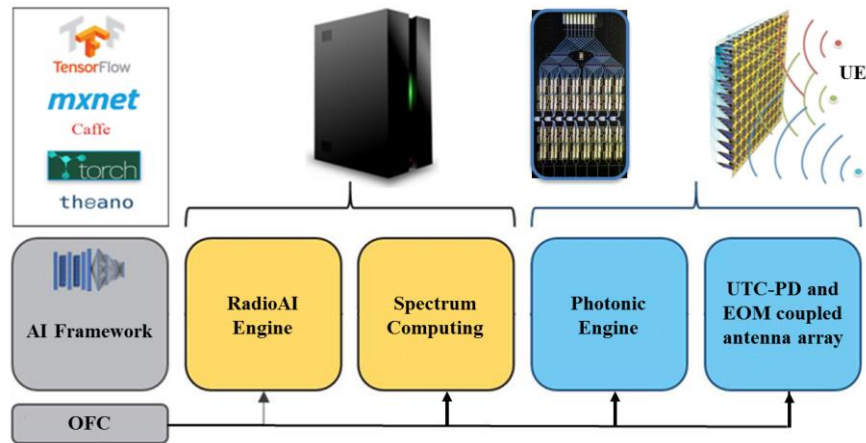 TensorFlow
mxnet
Caffe
torch
theano
UE
AI Framework
RadioAI
Engine
Spectrum
Computing
Photonic
Engine
UTC-PD and
EOM coupled
antenna array
OFC